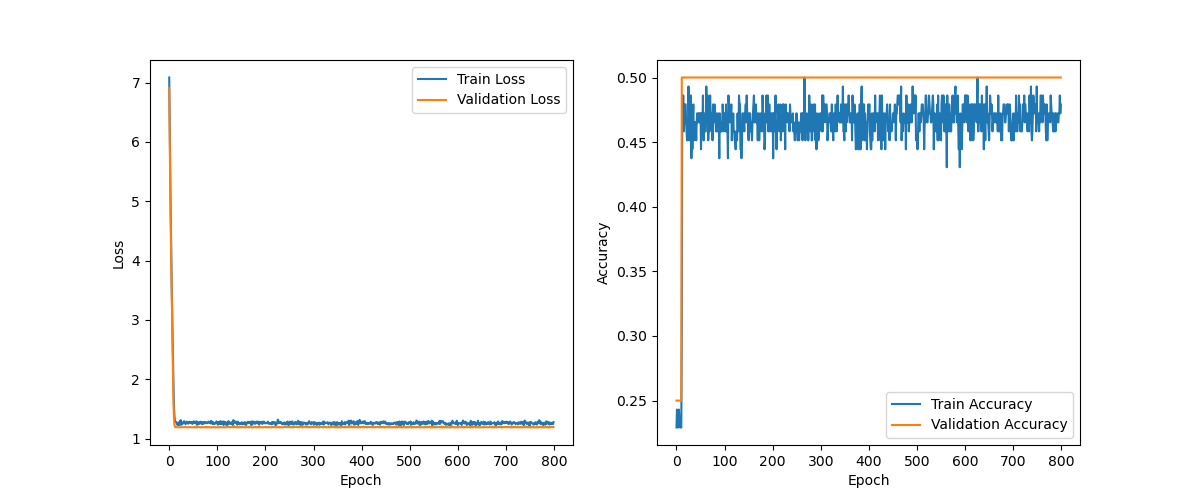 Train Loss
Validation Loss
7
6
5
4
3
2
1
Loss
0 100 200 300 400 500 600 700 800
Epoch
0.50
0.45
0.40
0.35
0.30
0.25
Accuracy
Train Accuracy
Validation Accuracy
0 100 200 300 400 500 600 700 800
Epoch